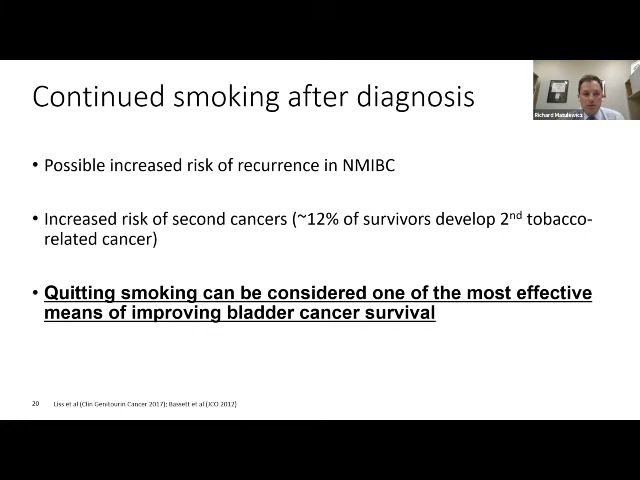 Continued smoking after diagnosis
Richard Matulewicz
• Possible increased risk of recurrence in NMIBC
• Increased risk of second cancers (~12% of survivors develop 2nd tobacco-
related cancer)
• Quitting smoking can be considered one of the most effective
means of improving bladder cancer survival
20 Liss et al (Clin Genitourin Cancer 2017); Bassett et al (JCO 2012)